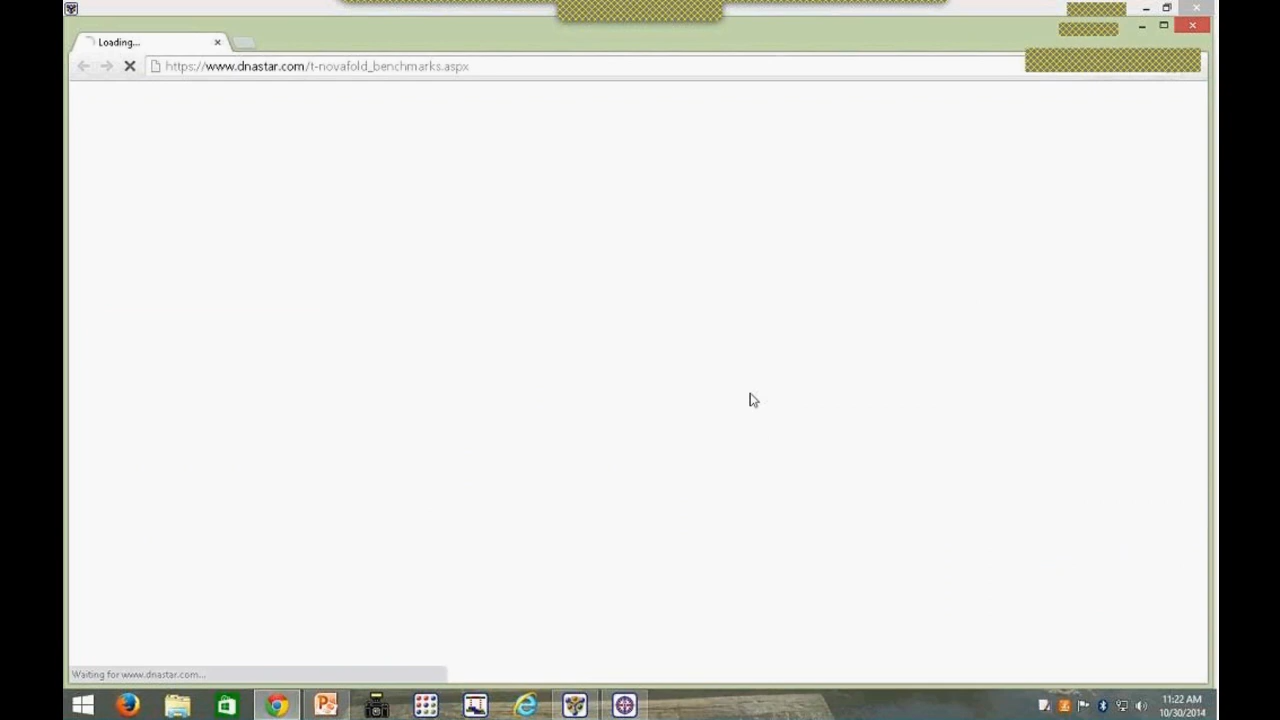 Loading...
https://www.dnastar.com/t-novafold_benchmarks.aspx
Waiting for www.dnastar.com...
11:22 AM
10/30/2014